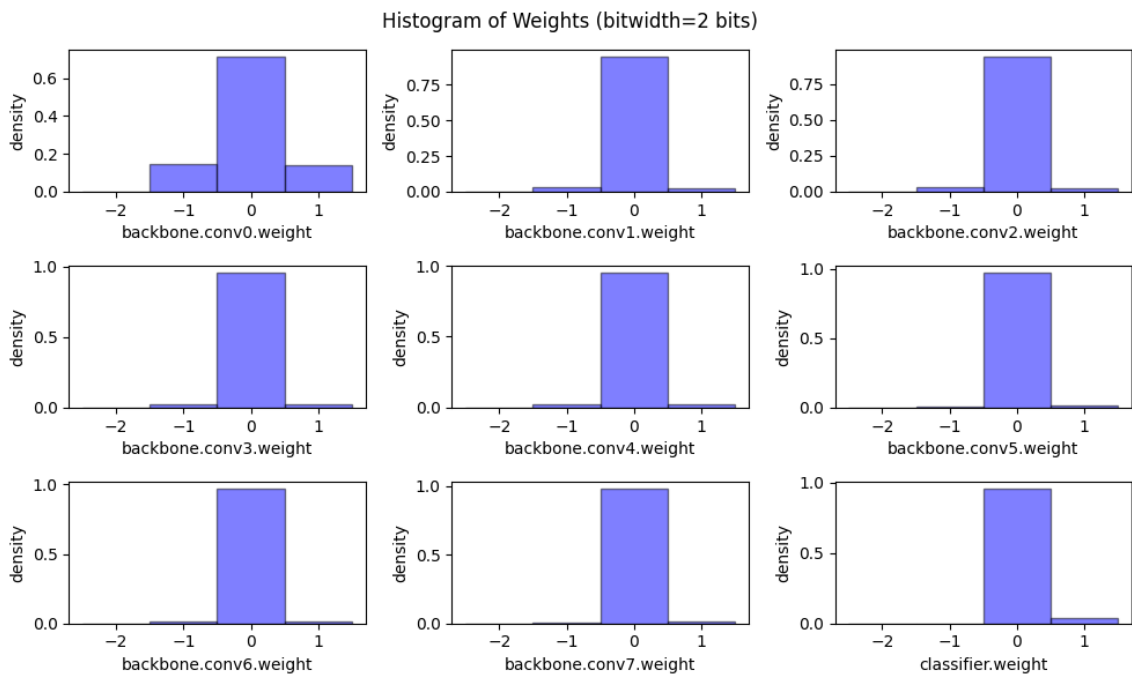 Histogram of Weights (bitwidth=2 bits)
density
0.6
0.4
0.2
0.0
−2 −1 0 1
backbone.conv0.weight
density
0.75
0.50
0.25
0.00
−2 −1 0 1
backbone.conv1.weight
density
0.75
0.50
0.25
0.00
−2 −1 0 1
backbone.conv2.weight
density
1.0
0.5
0.0
−2 −1 0 1
backbone.conv3.weight
density
1.0
0.5
0.0
−2 −1 0 1
backbone.conv4.weight
density
1.0
0.5
0.0
−2 −1 0 1
backbone.conv5.weight
density
1.0
0.5
0.0
−2 −1 0 1
backbone.conv6.weight
density
1.0
0.5
0.0
−2 −1 0 1
backbone.conv7.weight
density
1.0
0.5
0.0
−2 −1 0 1
classifier.weight